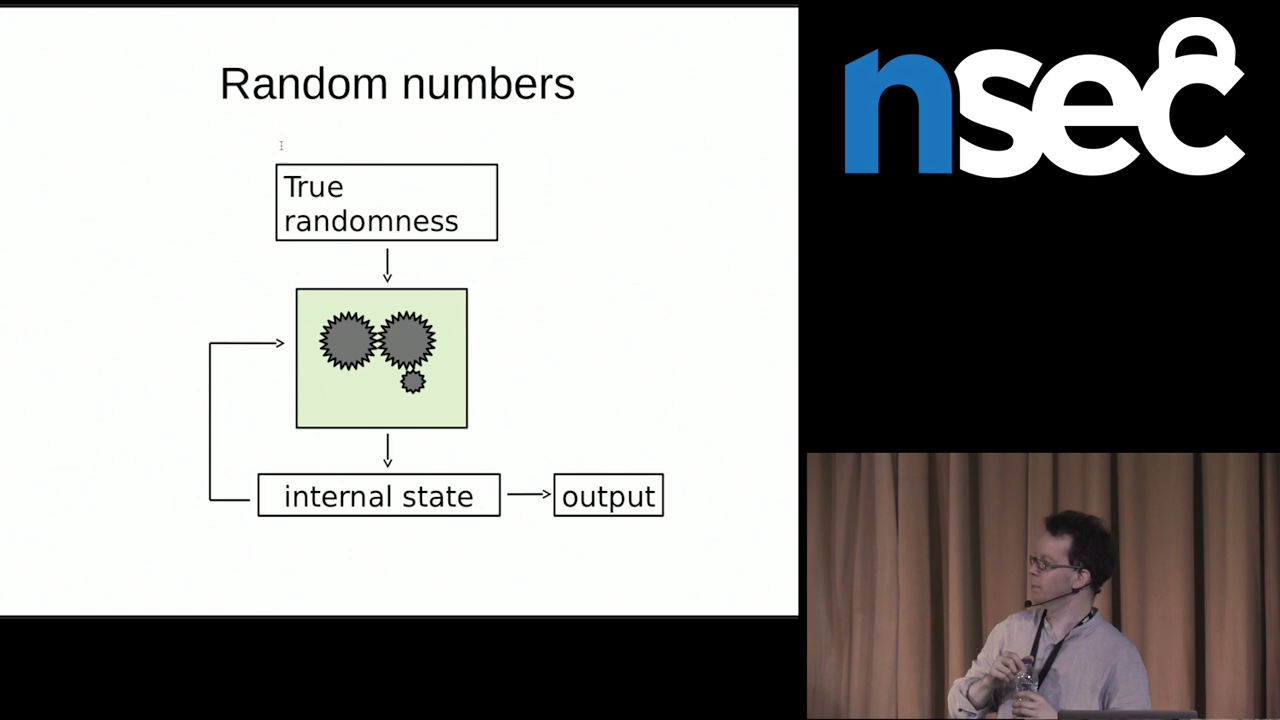 Random numbers
True
randomness
internal state
output
nsec